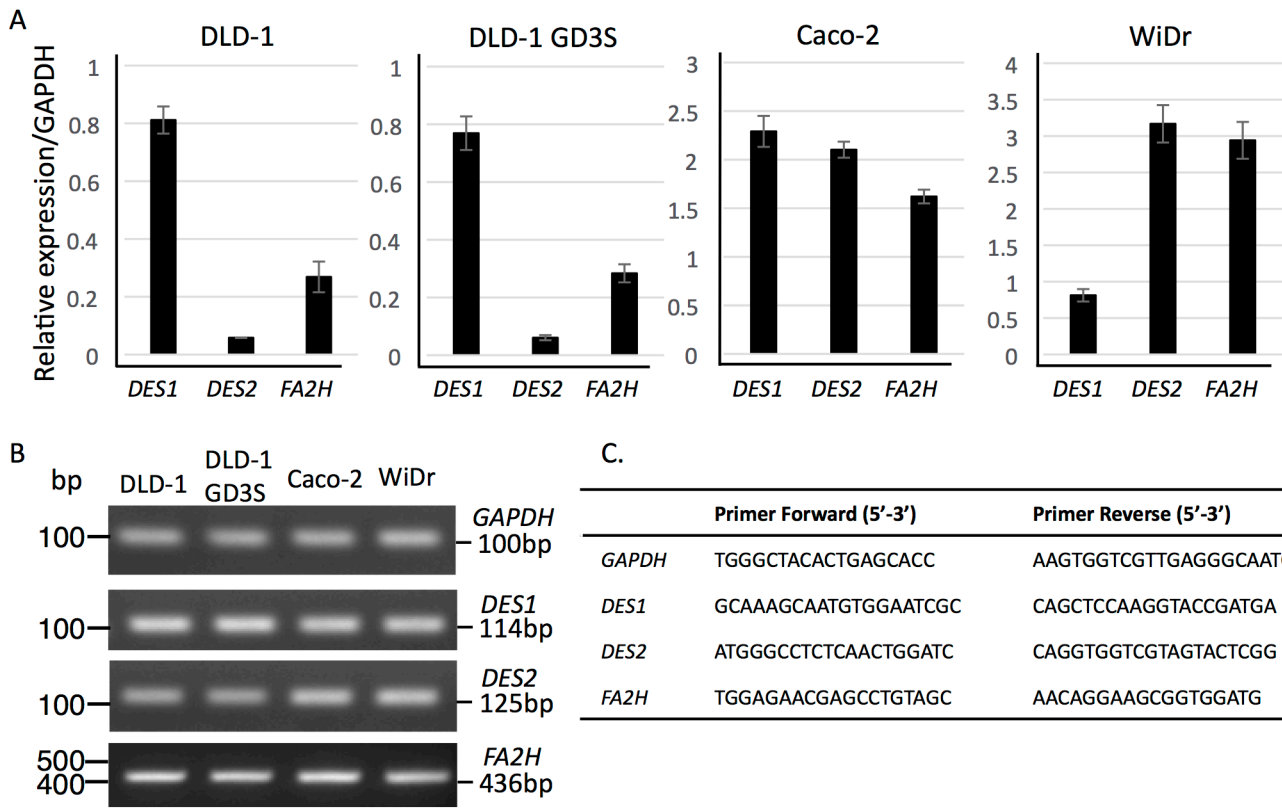 A
DLD-1
DLD-1 GD3S
Caco-2
WiDr
Relative expression/GAPDH
1
0.8
0.6
0.4
0.2
0
DES1 DES2 FA2H
1
0.8
0.6
0.4
0.2
0
DES1 DES2 FA2H
3
2.5
2
1.5
1
0.5
0
DES1 DES2 FA2H
4
3.5
3
2.5
2
1.5
1
0.5
0
DES1 DES2 FA2H
B
bp DLD-1 DLD-1 GD3S Caco-2 WiDr
100 GAPDH
100bp
100 DES1
114bp
100 DES2
125bp
500 FA2H
400 436bp
C.
Primer Forward (5’-3’) Primer Reverse (5’-3’)
GAPDH TGGGCTACACTGAGCACC
DES1 GCAAAGCAATGTGGAATCGC CAGCTCCAAGGTACCGATGA
DES2 ATGGGCCTCTCAACTGGATC CAGGTGGTCGTAGTACTCGG
FA2H TGGAGAACGAGCCTGTAGC AACAGGAAGCGGTGGATG